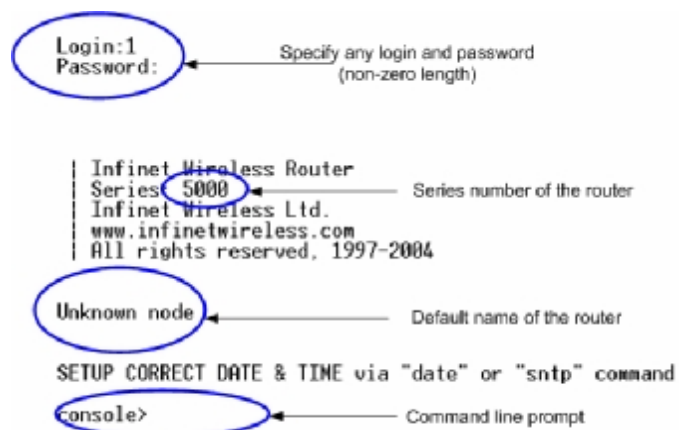 Login:1
Password:
Specify any login and password
(non-zero length)
| Infinet Wireless Router
| Series 5000
| Infinet Wireless Ltd.
| www.infinetwireless.com
| All rights reserved, 1997-2004
Series number of the router
Unknown node
Default name of the router
SETUP CORRECT DATE & TIME via "date" or "sntp" command
console>
Command line prompt